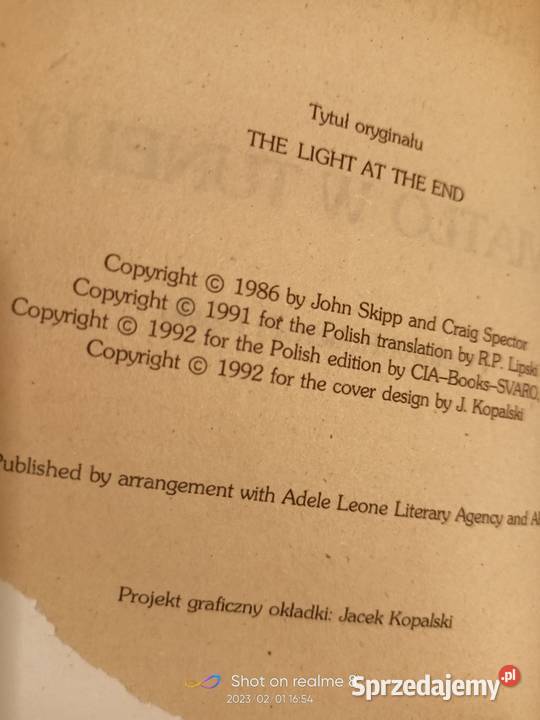 Tytuł oryginału
THE LIGHT AT THE END
Copyright © 1986 by John Skipp and Craig Spector
Copyright © 1991 for the Polish translation by R.P. Lipski
Copyright © 1992 for the Polish edition by CIA–Books–SVARO,
Copyright © 1992 for the cover design by J. Kopalski
Published by arrangement with Adele Leone Literary Agency and
Projekt graficzny okładki: Jacek Kopalski
Shot on realme 8
2023/02/01 16:54
Sprzedajemy.pl